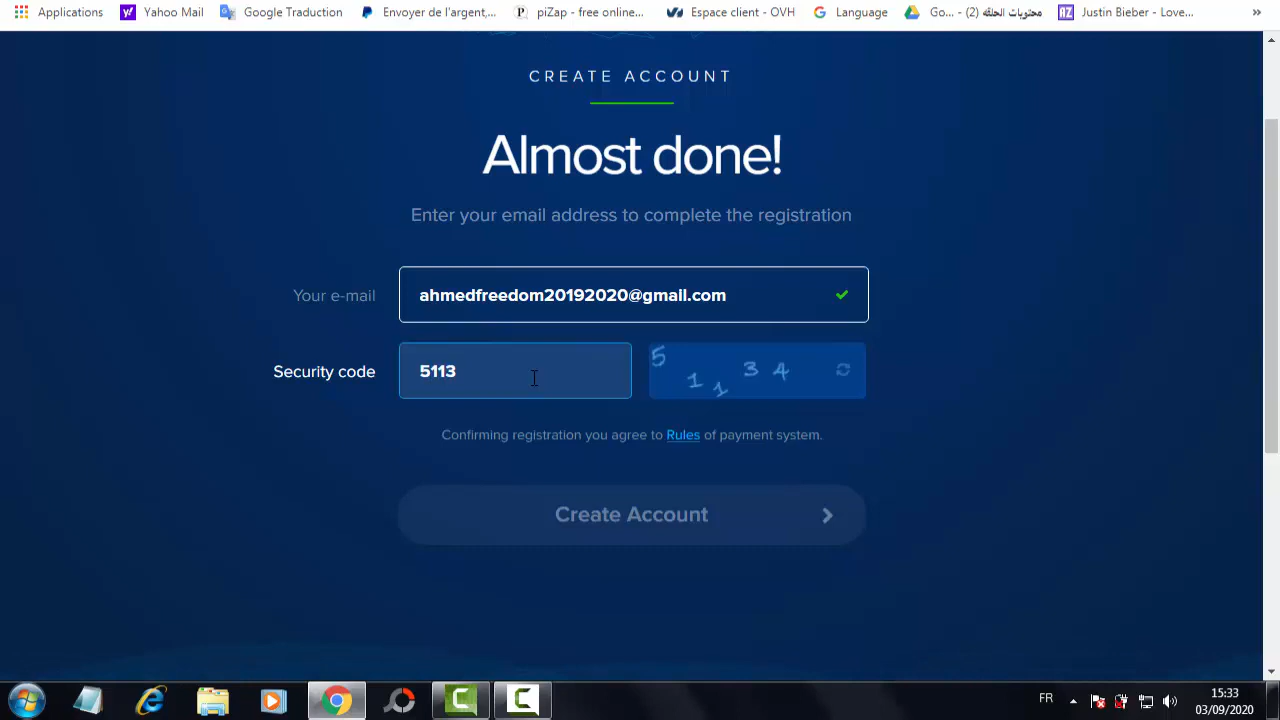 Applications Yahoo Mail Google Traduction Envoyer de l'argent,... piZap - free online... Espace client - OVH Language Go... - (2) محتويات الحلقة Justin Bieber - Love... »
CREATE ACCOUNT
Almost done!
Enter your email address to complete the registration
Your e-mail ahmedfreedom20192020@gmail.com
Security code 5113 5 1 1 3 4
Confirming registration you agree to Rules of payment system.
Create Account
FR 15:33
03/09/2020